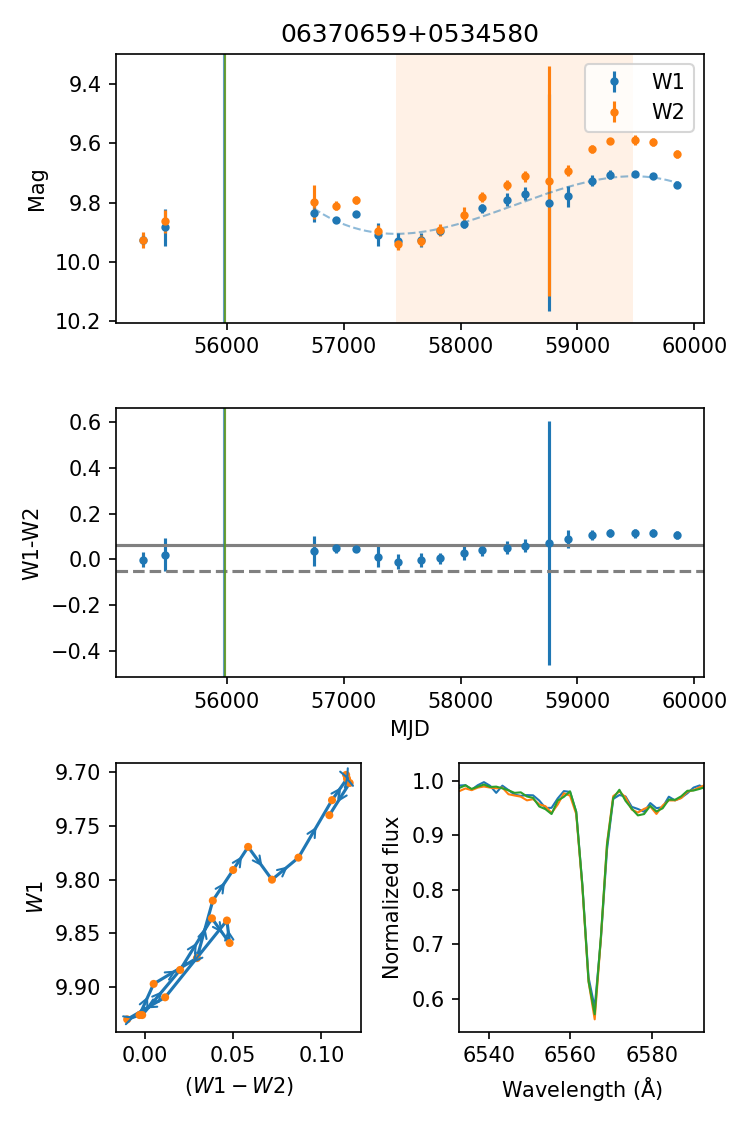 06370659+0534580
Mag
9.4
9.6
9.8
10.0
10.2
W1
W2
56000 57000 58000 59000 60000
W1-W2
0.6
0.4
0.2
0.0
−0.2
−0.4
56000 57000 58000 59000 60000
MJD
W1
9.70
9.75
9.80
9.85
9.90
0.00 0.05 0.10
(W1 − W2)
Normalized flux
1.0
0.9
0.8
0.7
0.6
6540 6560 6580
Wavelength (Å)